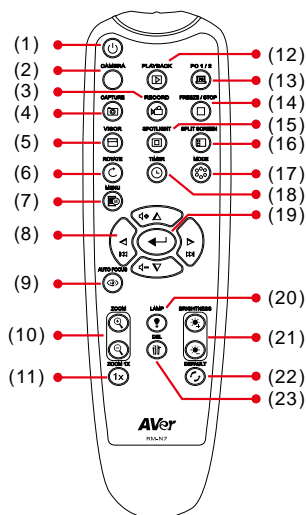 (1)
(2) CAMERA PLAYBACK PC 1 / 2 (12)
(13)
(3) CAPTURE RECORD FREEZE / STOP (14)
(4)
(15)
(5) VISOR SPOTLIGHT SPLIT SCREEN (16)
(6) ROTATE TIMER MODE (17)
(18)
(7) MENU
(19)
(8)
(9) AUTO FOCUS
(20)
ZOOM LAMP BRIGHTNESS
(10) DEL (21)
ZOOM 1X DEFAULT
(11) 1x (22)
(23)
AVer
RM-N7